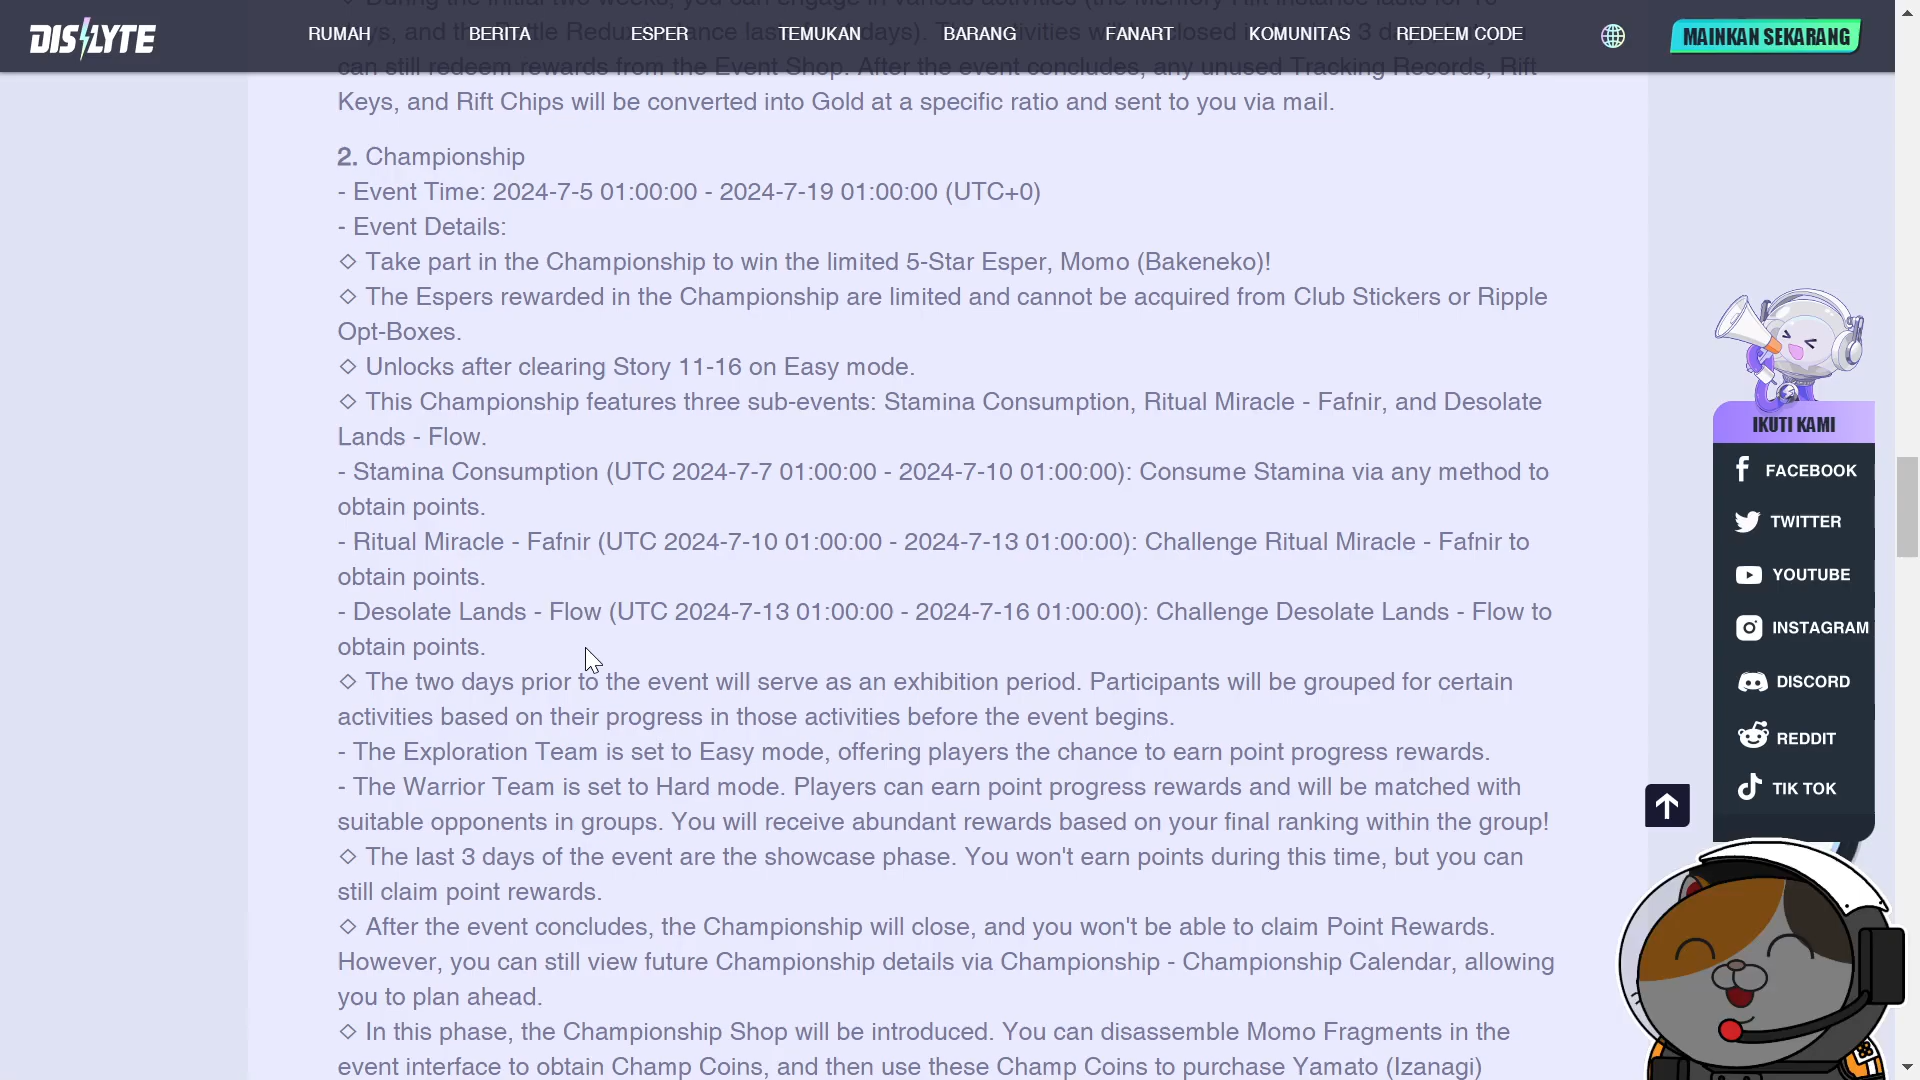 DISLYTE
RUMAH
BERITA
ESPER
TEMUKAN
BARANG
FANART
KOMUNITAS
REDEEM CODE
MAINKAN SEKARANG
can still redeem rewards from the Event Shop. After the event concludes, any unused Tracking Records, Rift
Keys, and Rift Chips will be converted into Gold at a specific ratio and sent to you via mail.
2. Championship
- Event Time: 2024-7-5 01:00:00 - 2024-7-19 01:00:00 (UTC+0)
- Event Details:
◇ Take part in the Championship to win the limited 5-Star Esper, Momo (Bakeneko)!
◇ The Espers rewarded in the Championship are limited and cannot be acquired from Club Stickers or Ripple
Opt-Boxes.
◇ Unlocks after clearing Story 11-16 on Easy mode.
◇ This Championship features three sub-events: Stamina Consumption, Ritual Miracle - Fafnir, and Desolate
Lands - Flow.
- Stamina Consumption (UTC 2024-7-7 01:00:00 - 2024-7-10 01:00:00): Consume Stamina via any method to
obtain points.
- Ritual Miracle - Fafnir (UTC 2024-7-10 01:00:00 - 2024-7-13 01:00:00): Challenge Ritual Miracle - Fafnir to
obtain points.
- Desolate Lands - Flow (UTC 2024-7-13 01:00:00 - 2024-7-16 01:00:00): Challenge Desolate Lands - Flow to
obtain points.
◇ The two days prior to the event will serve as an exhibition period. Participants will be grouped for certain
activities based on their progress in those activities before the event begins.
- The Exploration Team is set to Easy mode, offering players the chance to earn point progress rewards.
- The Warrior Team is set to Hard mode. Players can earn point progress rewards and will be matched with
suitable opponents in groups. You will receive abundant rewards based on your final ranking within the group!
◇ The last 3 days of the event are the showcase phase. You won't earn points during this time, but you can
still claim point rewards.
◇ After the event concludes, the Championship will close, and you won't be able to claim Point Rewards.
However, you can still view future Championship details via Championship - Championship Calendar, allowing
you to plan ahead.
◇ In this phase, the Championship Shop will be introduced. You can disassemble Momo Fragments in the
event interface to obtain Champ Coins, and then use these Champ Coins to purchase Yamato (Izanagi)
IKUTI KAMI
FACEBOOK
TWITTER
YOUTUBE
INSTAGRAM
DISCORD
REDDIT
TIK TOK